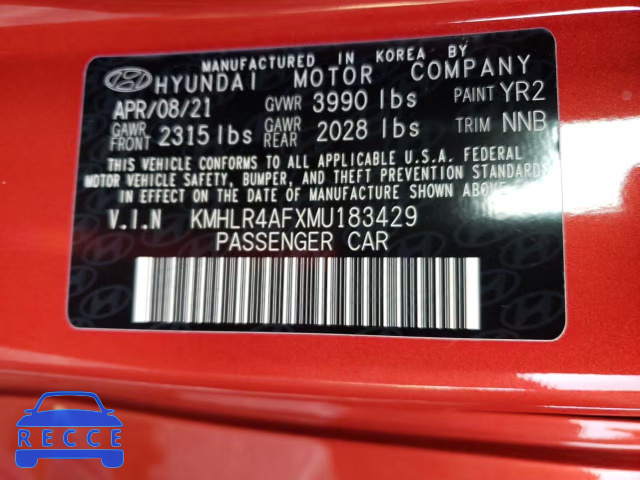 MANUFACTURED IN KOREA BY
HYUNDAI MOTOR COMPANY
APR/08/21 GVWR 3990 lbs PAINT YR2
GAWR FRONT 2315 lbs GAWR REAR 2028 lbs TRIM NNB
THIS VEHICLE CONFORMS TO ALL APPLICABLE U.S.A. FEDERAL
MOTOR VEHICLE SAFETY, BUMPER, AND THEFT PREVENTION STANDARDS
IN EFFECT ON THE DATE OF MANUFACTURE SHOWN ABOVE.
V.I.N KMHLR4AFXMU183429
PASSENGER CAR
RECCE